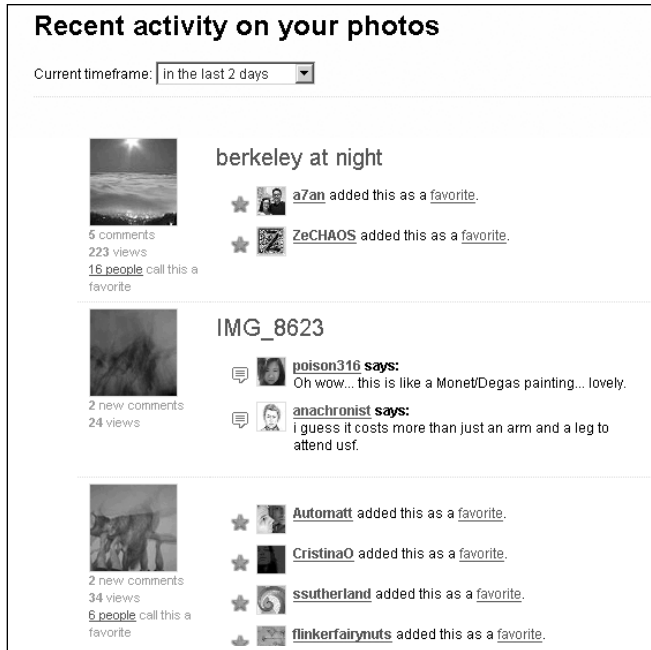 Recent activity on your photos
Current timeframe: in the last 2 days
berkeley at night
a7an added this as a favorite.
ZeCHAOS added this as a favorite.
5 comments
223 views
16 people call this a
favorite
IMG_8623
poison316 says:
Oh wow... this is like a Monet/Degas painting... lovely.
anachronist says:
i guess it costs more than just an arm and a leg to
attend usf.
2 new comments
24 views
Automatt added this as a favorite.
CristinaO added this as a favorite.
ssutherland added this as a favorite.
flinkerfairynuts added this as a favorite.
2 new comments
34 views
6 people call this a
favorite